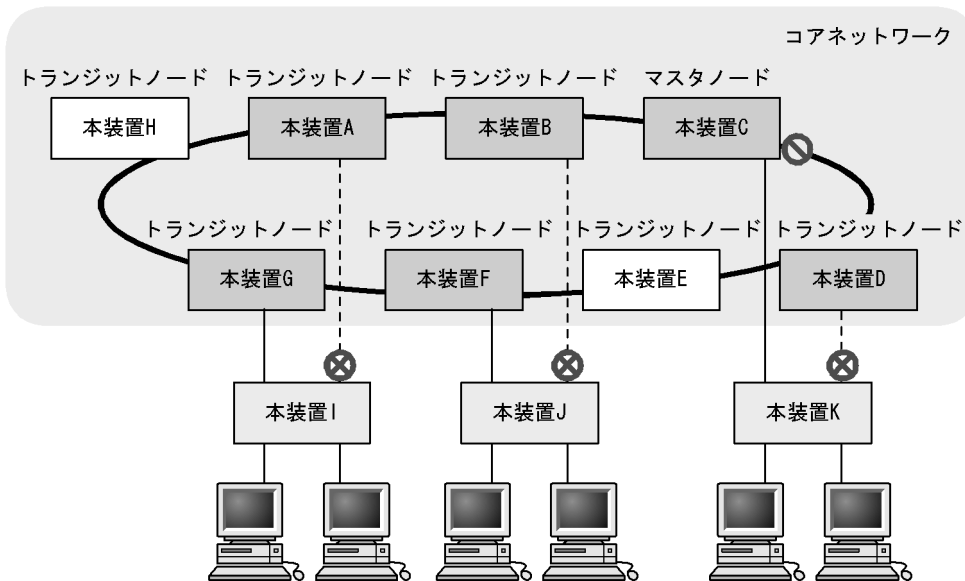 コアネットワーク
トランジットノード トランジットノード トランジットノード マスタノード
本装置H 本装置A 本装置B 本装置C
トランジットノード トランジットノード トランジットノード トランジットノード
本装置G 本装置F 本装置E 本装置D
本装置I 本装置J 本装置K